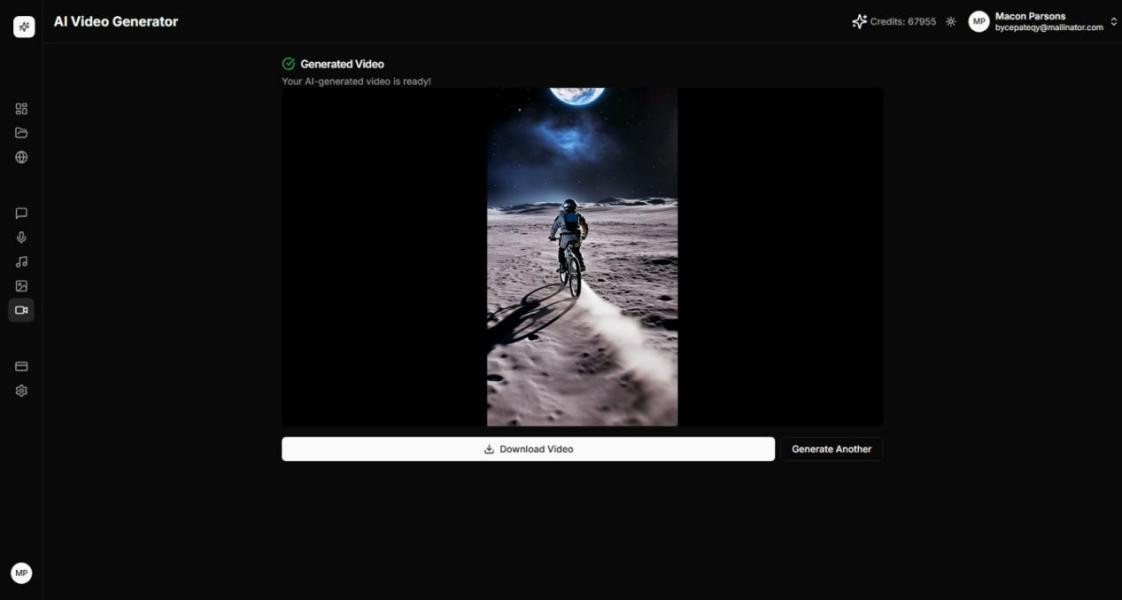 AI Video Generator
Credits: 67955
MP
Macon Parsons
bycepateqy@mailinator.com
Generated Video
Your AI-generated video is ready!
Download Video
Generate Another
MP